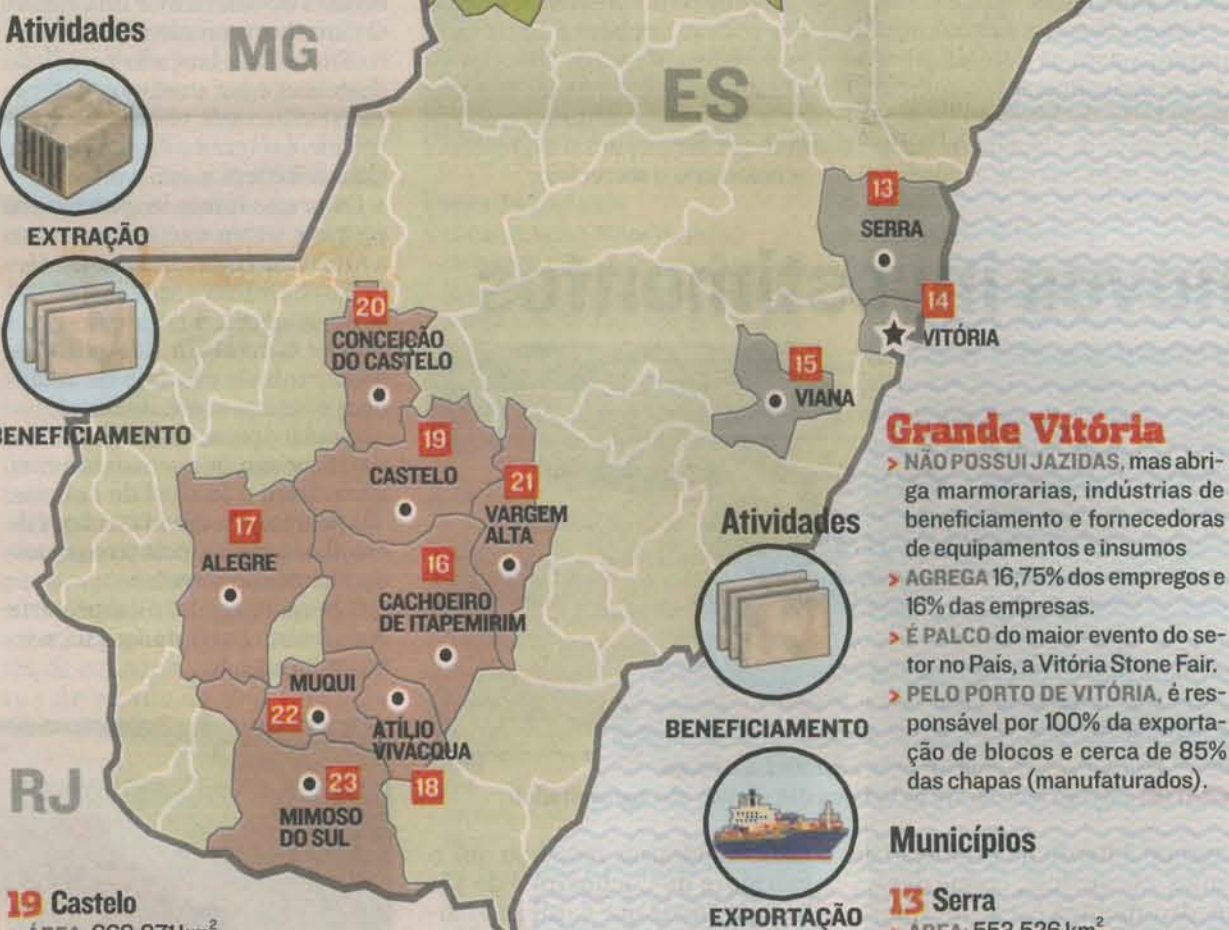 Atividades
MG
ES
EXTRAÇÃO
BENEFICIAMENTO
13
SERRA
14
VITÓRIA
15
VIANA
20
CONCEIÇÃO
DO CASTELO
19
CASTELO
21
VARGEM
ALTA
17
ALEGRE
16
CACHOEIRO
DE ITAPEMIRIM
MUQUI
22
ATÍLIO
VIVÁCQUA
18
23
MIMOSO
DO SUL
RJ
19 Castelo
Atividades
BENEFICIAMENTO
EXPORTAÇÃO
Grande Vitória
> NÃO POSSUI JAZIDAS, mas abri-
ga marmorarias, indústrias de
beneficiamento e fornecedoras
de equipamentos e insumos
> AGREGA 16,75% dos empregos e
16% das empresas.
> É PALCO do maior evento do se-
tor no País, a Vitória Stone Fair.
> PELO PORTO DE VITÓRIA, é res-
ponsável por 100% da exporta-
ção de blocos e cerca de 85%
das chapas (manufaturados).
Municípios
13 Serra
> ÁREA: 553,526 km²